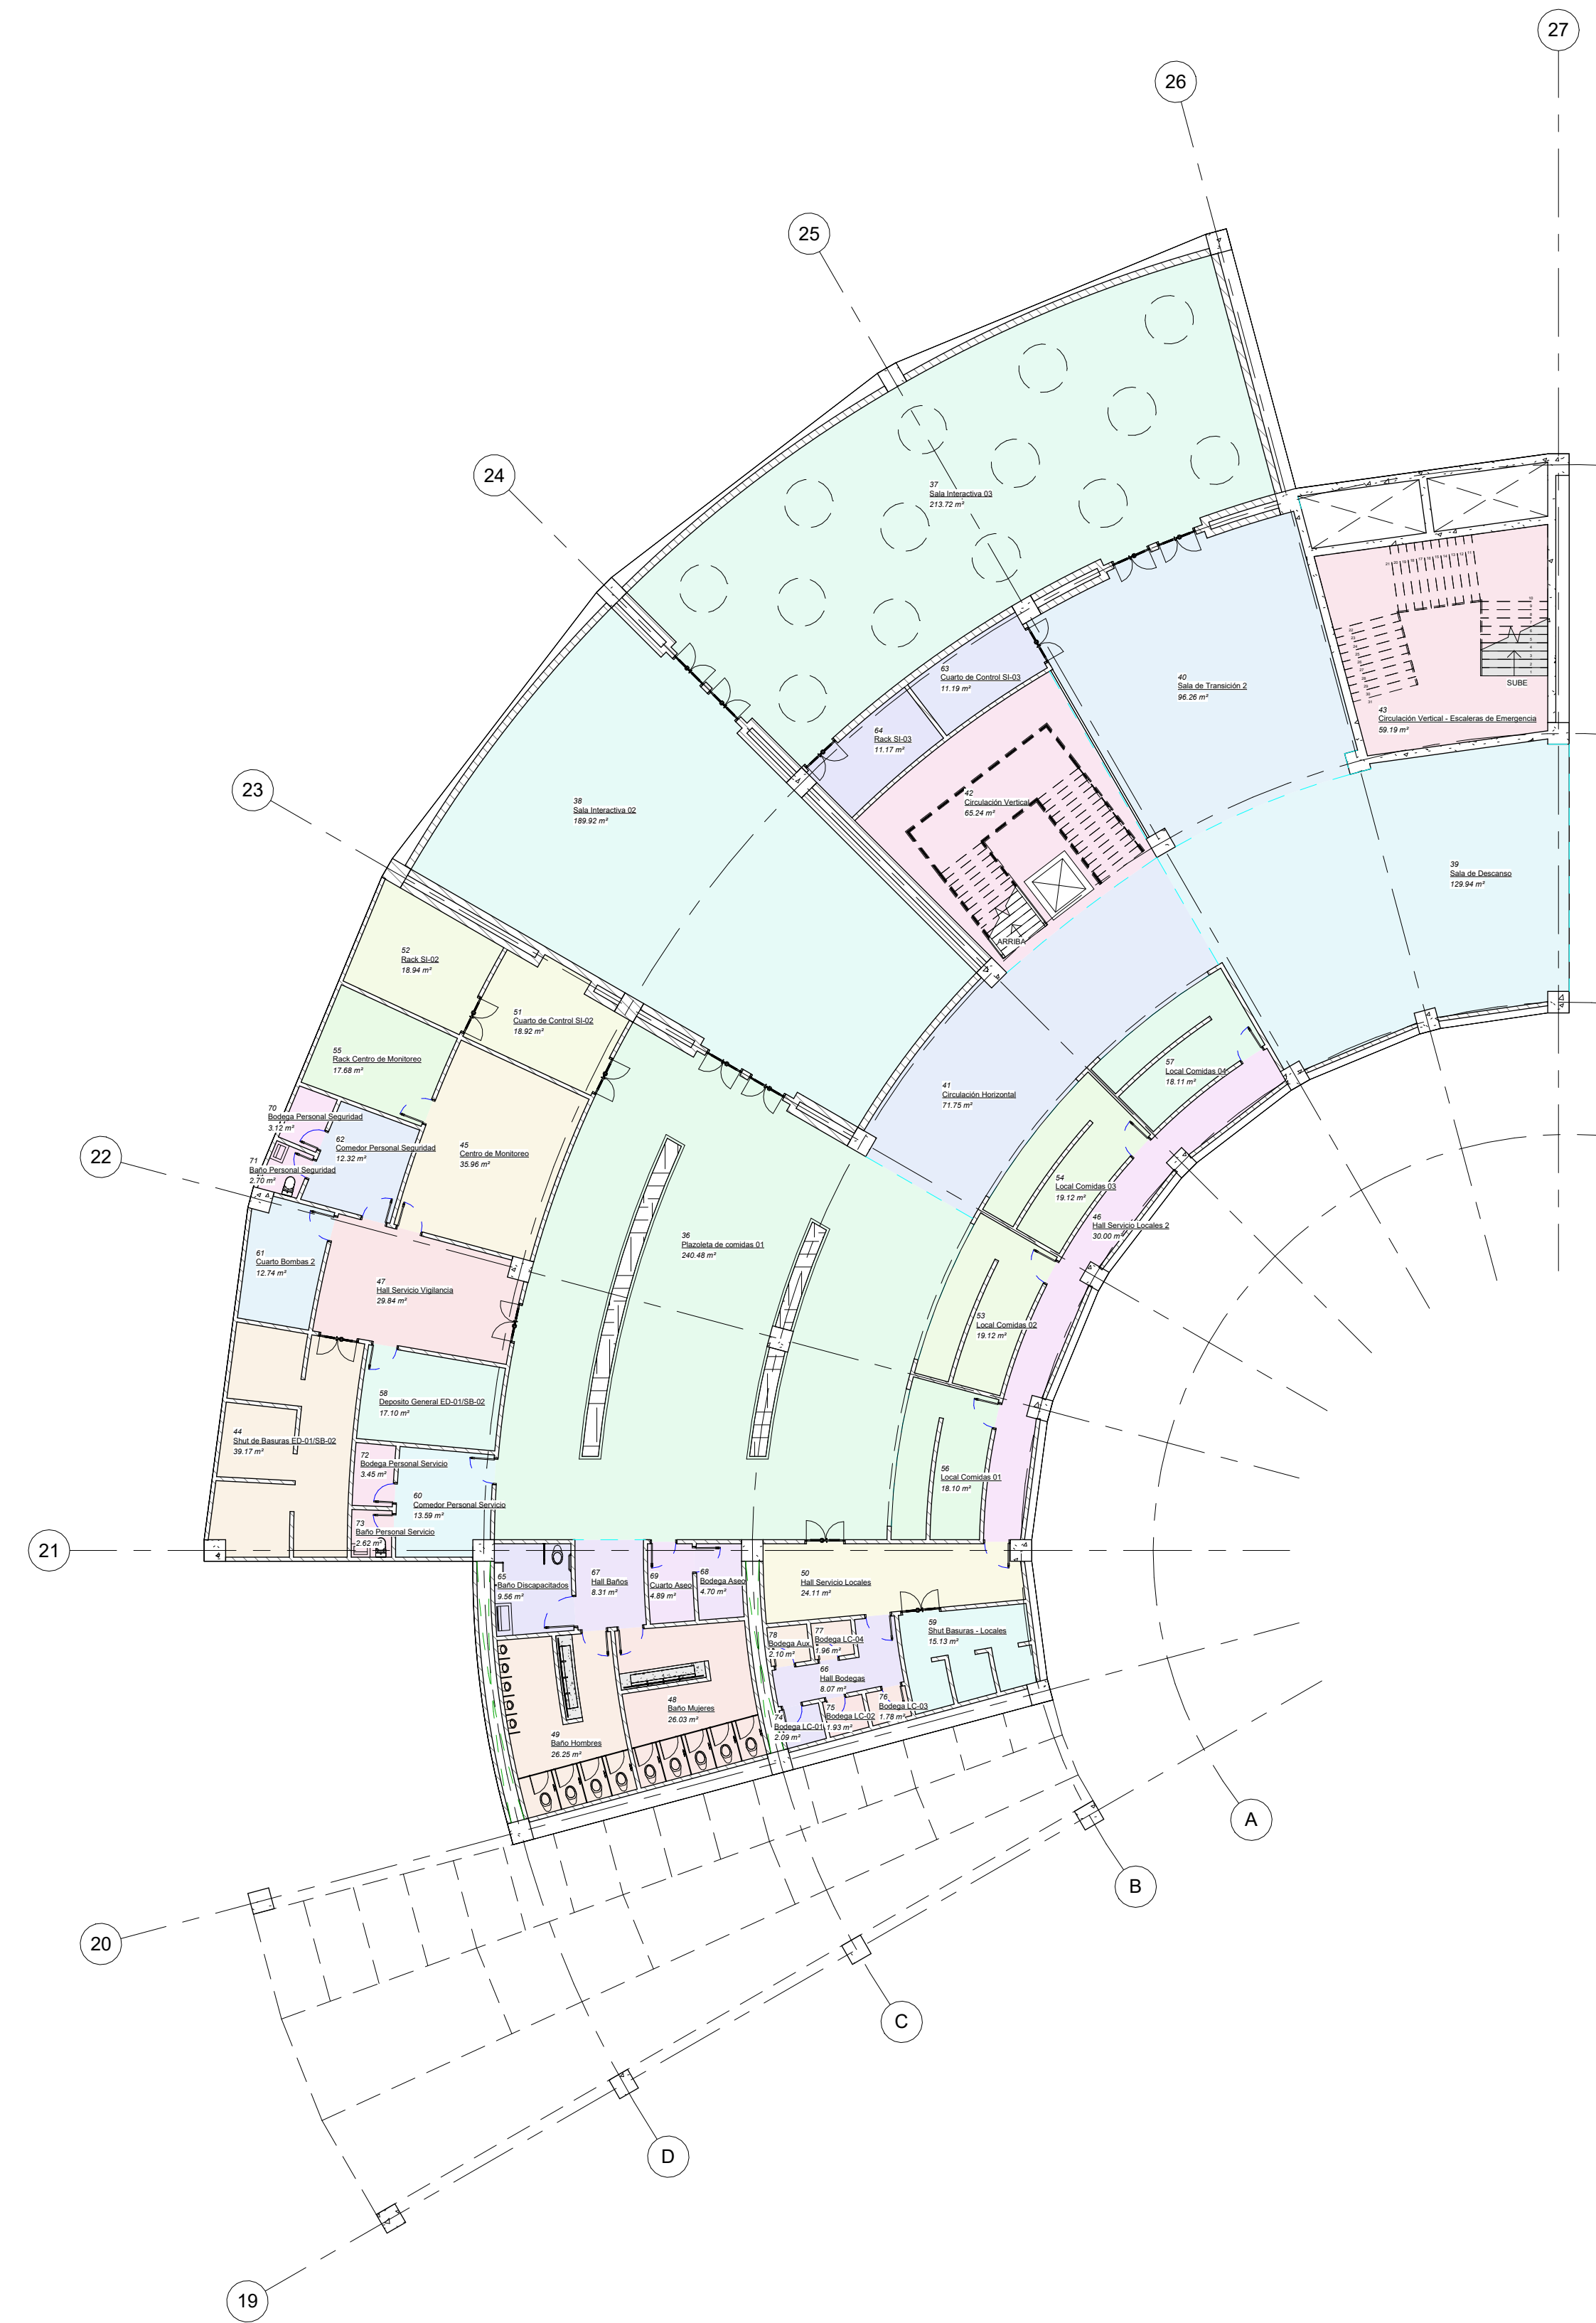 27
26
25
24
37
Sala Interactiva 03
213.72 m²
23
63
Cuarto de Control SI-03
11.19 m²
40
Sala de Transición 2
96.26 m²
SUBE
43
Circulación Vertical - Escaleras de Emergencia
59.19 m²
64
Rack SI-03
11.17 m²
38
Sala Interactiva 02
189.92 m²
42
Circulación Vertical
65.24 m²
39
Sala de Descanso
129.94 m²
ARRIBA
52
Rack SI-02
18.94 m²
51
Cuarto de Control SI-02
18.92 m²
55
Rack Centro de Monitoreo
17.68 m²
57
Local Comidas 04
18.11 m²
41
Circulación Horizontal
71.75 m²
70
Bodega Personal Seguridad
3.12 m²
62
Comedor Personal Seguridad
12.32 m²
45
Centro de Monitoreo
35.96 m²
22
71
Baño Personal Seguridad
2.70 m²
54
Local Comidas 03
19.12 m²
46
Hall Servicio Locales 2
30.00 m²
36
Plazoleta de comidas 01
240.48 m²
61
Cuarto Bombas 2
12.74 m²
47
Hall Servicio Vigilancia
29.84 m²
53
Local Comidas 02
19.12 m²
58
Deposito General ED-01/SB-02
17.10 m²
44
Shut de Basuras ED-01/SB-02
39.17 m²
72
Bodega Personal Servicio
3.45 m²
56
Local Comidas 01
18.10 m²
60
Comedor Personal Servicio
13.59 m²
73
Baño Personal Servicio
2.62 m²
21
65
Baño Discapacitados
9.56 m²
67
Hall Baños
8.31 m²
69
Cuarto Aseo
4.89 m²
68
Bodega Aseo
4.70 m²
50
Hall Servicio Locales
24.11 m²
59
Shut Basuras - Locales
15.13 m²
78
Bodega Aux.
2.10 m²
77
Bodega LC-04
1.96 m²
66
Hall Bodegas
8.07 m²
48
Baño Mujeres
26.03 m²
49
Baño Hombres
26.25 m²
74
Bodega LC-01
2.09 m²
75
Bodega LC-02
1.93 m²
76
Bodega LC-03
1.78 m²
A
B
20
C
D
19